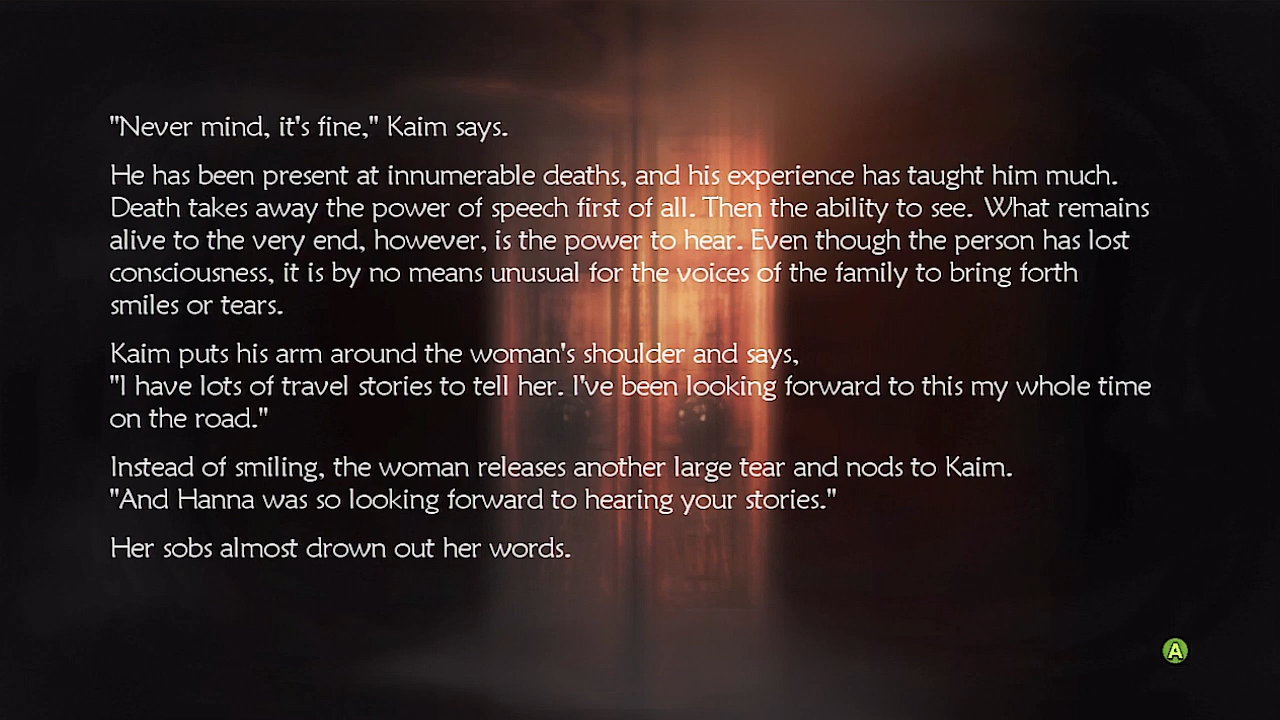 "Never mind, it's fine," Kaim says.
He has been present at innumerable deaths, and his experience has taught him much.
Death takes away the power of speech first of all. Then the ability to see. What remains
alive to the very end, however, is the power to hear. Even though the person has lost
consciousness, it is by no means unusual for the voices of the family to bring forth
smiles or tears.
Kaim puts his arm around the woman's shoulder and says,
"I have lots of travel stories to tell her. I've been looking forward to this my whole time
on the road."
Instead of smiling, the woman releases another large tear and nods to Kaim.
"And Hanna was so looking forward to hearing your stories."
Her sobs almost drown out her words.
A